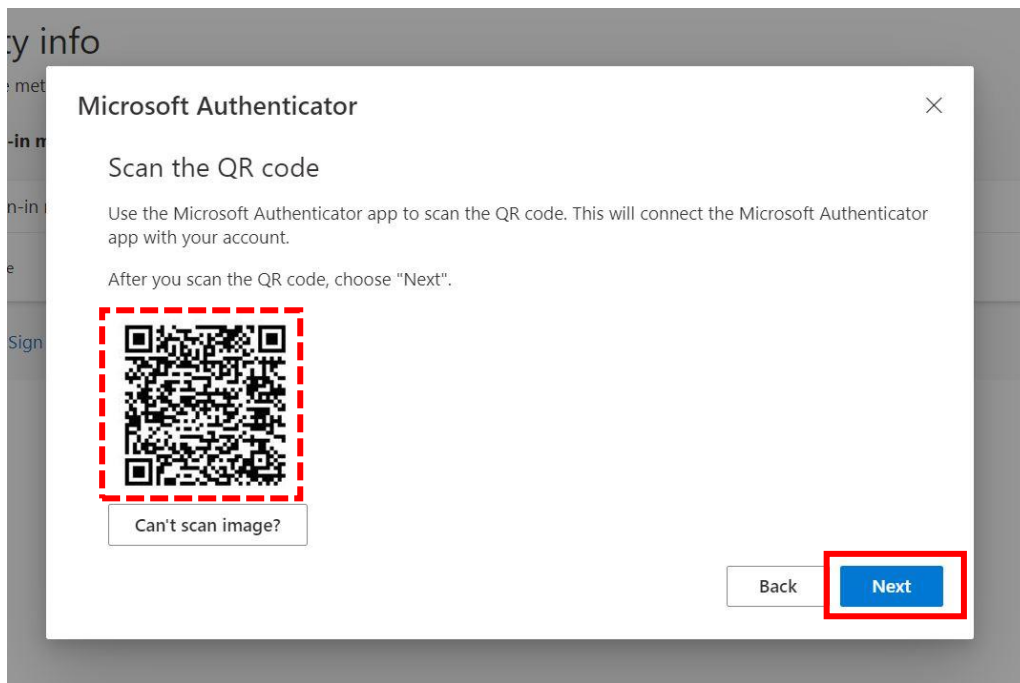 ty info
e met
Microsoft Authenticator
-in m
Scan the QR code
n-in
Use the Microsoft Authenticator app to scan the QR code. This will connect the Microsoft Authenticator
app with your account.
e
After you scan the QR code, choose "Next".
Sign
Can't scan image?
Back
Next